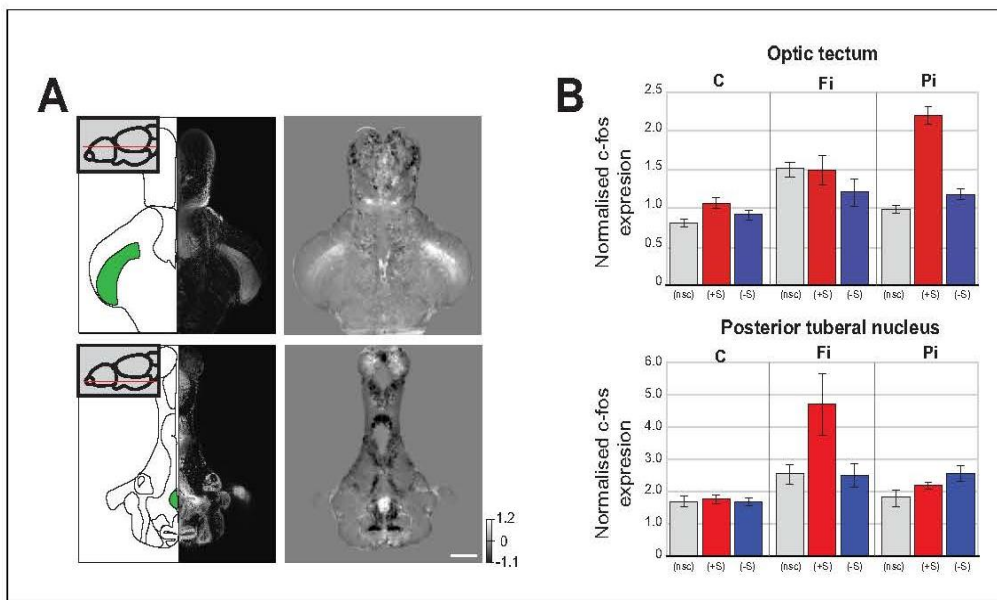 A
1.2
0
-1.1
B
Optic tectum
C Fi Pi
Normalised c-fos
expresion
2.5
2.0
1.5
1.0
0.5
0
(nsc) (+S) (-S) (nsc) (+S) (-S) (nsc) (+S) (-S)
Posterior tuberal nucleus
C Fi Pi
Normalised c-fos
expresion
6.0
5.0
4.0
3.0
2.0
1.0
0
(nsc) (+S) (-S) (nsc) (+S) (-S) (nsc) (+S) (-S)